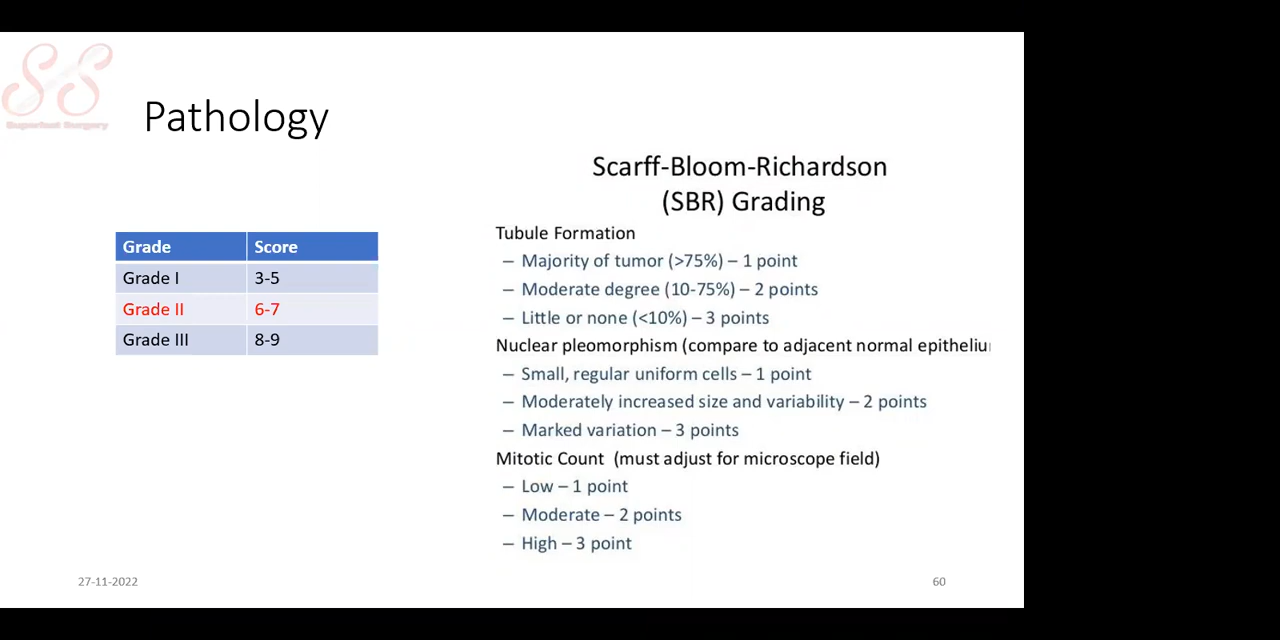 SS
Superfast Surgery
Pathology
Scarff-Bloom-Richardson
(SBR) Grading
Grade Score
Grade I 3-5
Grade II 6-7
Grade III 8-9
Tubule Formation
– Majority of tumor (>75%) – 1 point
– Moderate degree (10-75%) – 2 points
– Little or none (<10%) – 3 points
Nuclear pleomorphism (compare to adjacent normal epitheliu
– Small, regular uniform cells – 1 point
– Moderately increased size and variability – 2 points
– Marked variation – 3 points
Mitotic Count (must adjust for microscope field)
– Low – 1 point
– Moderate – 2 points
– High – 3 point
27-11-2022
60